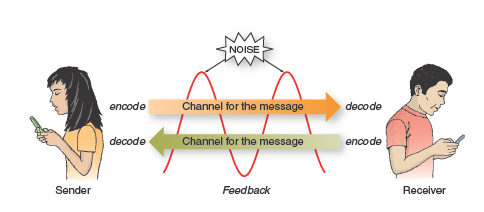 NOISE
encode
Channel for the message
decode
decode
Channel for the message
encode
Sender
Feedback
Receiver